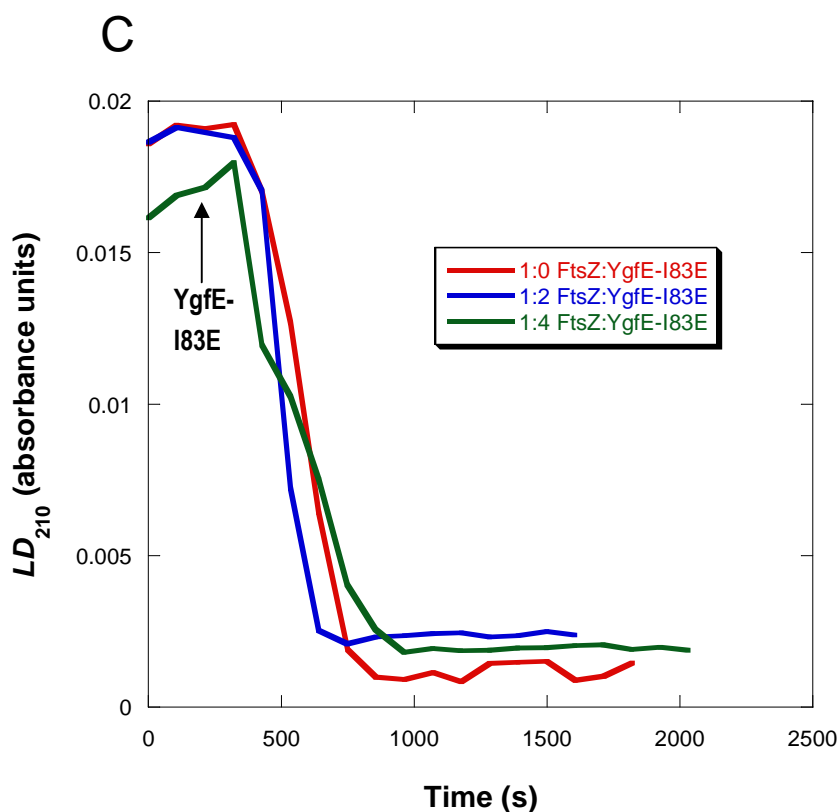 C
0.02
0.015
0.01
0.005
0
LD210 (absorbance units)
YgfE-
I83E
1:0 FtsZ:YgfE-I83E
1:2 FtsZ:YgfE-I83E
1:4 FtsZ:YgfE-I83E
0 500 1000 1500 2000 2500
Time (s)